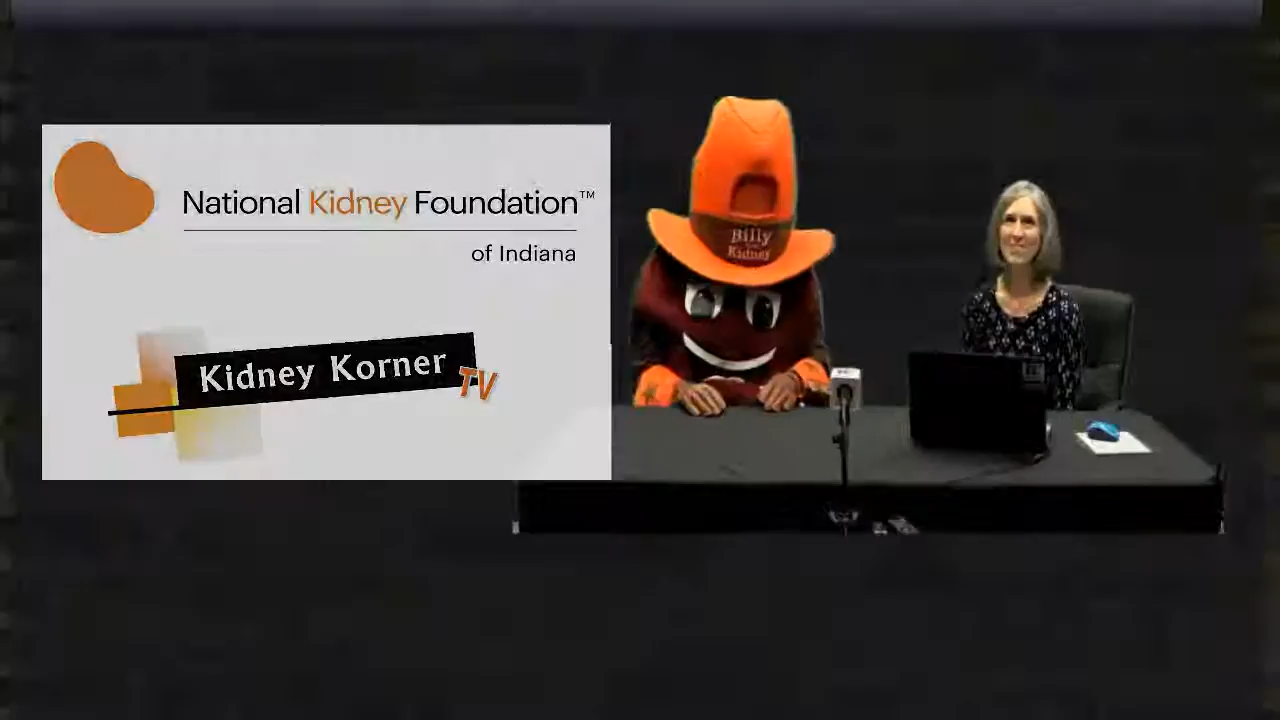 National Kidney Foundation™
of Indiana
Kidney Korner
TV
Billy
Kidney